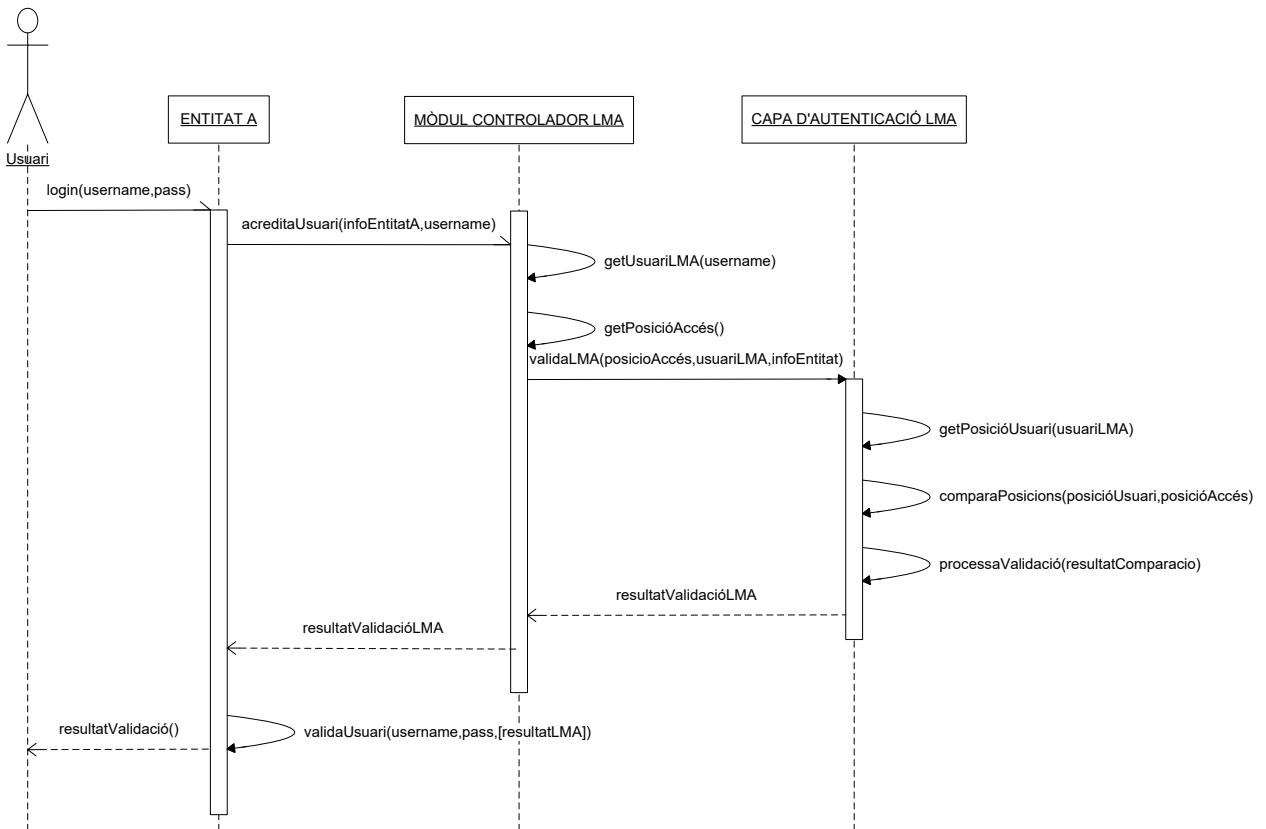 ENTITAT A
MÒDUL CONTROLADOR LMA
CAPA D'AUTENTICACIÓ LMA
Usuari
login(username,pass)
acreditaUsuari(infoEntitatA,username)
getUsuariLMA(username)
getPosicióAccés()
validaLMA(posicioAccés,usuariLMA,infoEntitat)
getPosicióUsuari(usuariLMA)
comparaPosicions(posicióUsuari,posicióAccés)
processaValidació(resultatComparacio)
resultatValidacióLMA
resultatValidacióLMA
resultatValidació()
validaUsuari(username,pass,[resultatLMA])